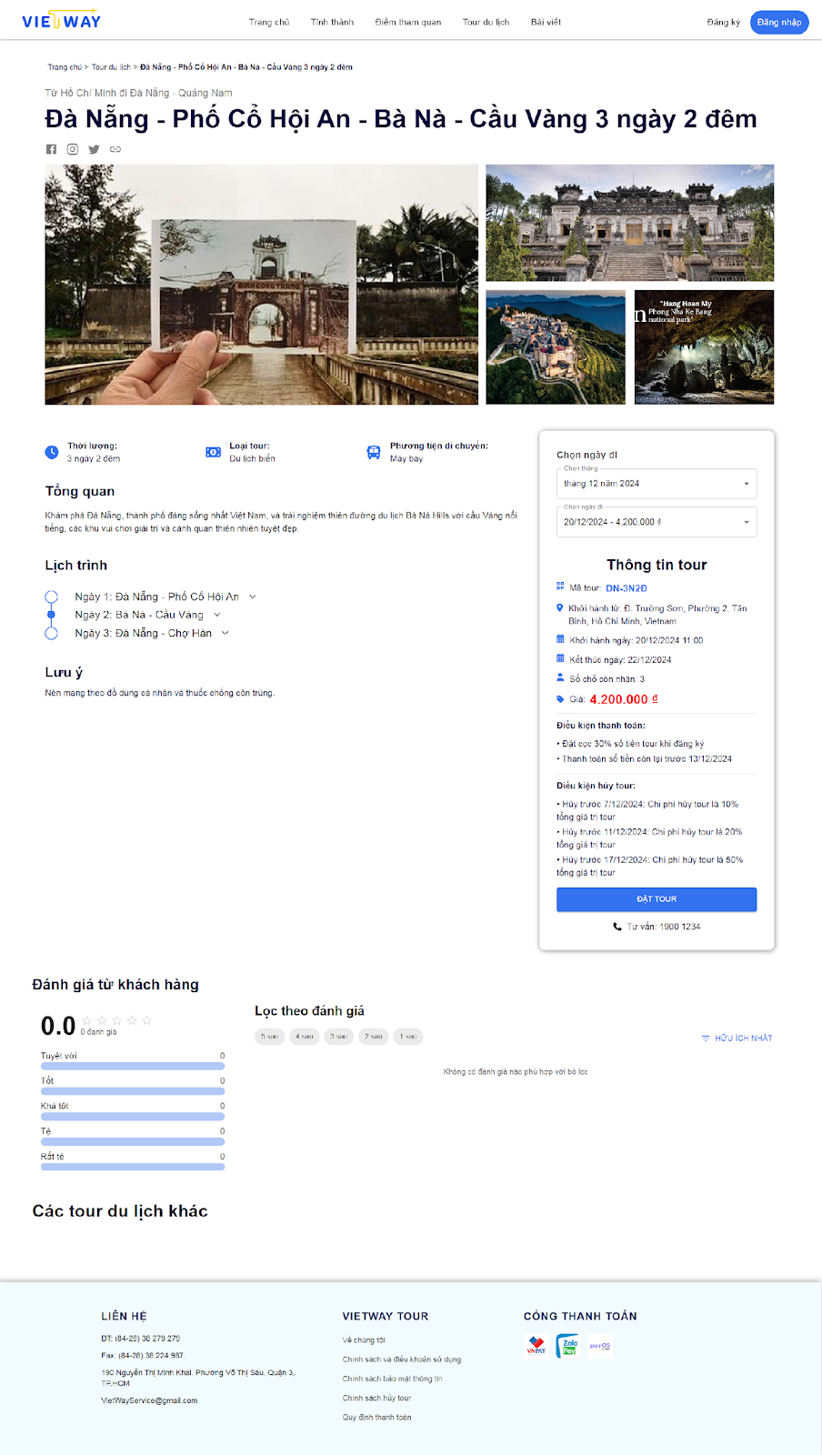 VIETWAY
Trang chủ
Tỉnh thành
Điểm tham quan
Tour du lịch
Bài viết
Đăng ký
Đăng nhập
Trang chủ > Tour du lịch > Đà Nẵng - Phố Cổ Hội An - Bà Nà - Cầu Vàng 3 ngày 2 đêm
Từ Hồ Chí Minh đi Đà Nẵng - Quảng Nam
Đà Nẵng - Phố Cổ Hội An - Bà Nà - Cầu Vàng 3 ngày 2 đêm
"Hang Hoan My
Phong Nha Ke Bang
national park"
Thời lượng:
3 ngày 2 đêm
Loại tour:
Du lịch biển
Phương tiện di chuyển:
Máy bay
Tổng quan
Khám phá Đà Nẵng, thành phố đáng sống nhất Việt Nam, và trải nghiệm thiên đường du lịch Bà Nà Hills với cầu Vàng nổi
tiếng, các khu vui chơi giải trí và cảnh quan thiên nhiên tuyệt đẹp.
Lịch trình
Ngày 1: Đà Nẵng - Phố Cổ Hội An
Ngày 2: Bà Nà - Cầu Vàng
Ngày 3: Đà Nẵng - Chợ Hàn
Lưu ý
Nên mang theo đồ dùng cá nhân và thuốc chống côn trùng.
Chọn ngày đi
Chọn tháng
tháng 12 năm 2024
Chọn ngày đi
20/12/2024 - 4.200.000 ₫
Thông tin tour
Mã tour: DN-3N2Đ
Khởi hành từ: Đ. Trường Sơn, Phường 2, Tân
Bình, Hồ Chí Minh, Vietnam
Khởi hành ngày: 20/12/2024 11:00
Kết thúc ngày: 22/12/2024
Số chỗ còn nhận: 3
Giá: 4.200.000 ₫
Điều kiện thanh toán:
• Đặt cọc 30% số tiền tour khi đăng ký
• Thanh toán số tiền còn lại trước 13/12/2024
Điều kiện hủy tour:
• Hủy trước 7/12/2024: Chi phí hủy tour là 10%
tổng giá trị tour
• Hủy trước 11/12/2024: Chi phí hủy tour là 20%
tổng giá trị tour
• Hủy trước 17/12/2024: Chi phí hủy tour là 50%
tổng giá trị tour
ĐẶT TOUR
Tư vấn: 1900 1234
Đánh giá từ khách hàng
0.0
0 đánh giá
Tuyệt vời 0
Tốt 0
Khá tốt 0
Tệ 0
Rất tệ 0
Lọc theo đánh giá
5 sao
4 sao
3 sao
2 sao
1 sao
HỮU ÍCH NHẤT
Không có đánh giá nào phù hợp với bộ lọc
Các tour du lịch khác
LIÊN HỆ
ĐT: (84-28) 38 279 279
Fax: (84-28) 38 224 987.
190 Nguyễn Thị Minh Khai, Phường Võ Thị Sáu, Quận 3,
TP.HCM
VietWayService@gmail.com
VIETWAY TOUR
Về chúng tôi
Chính sách và điều khoản sử dụng
Chính sách bảo mật thông tin
Chính sách hủy tour
Quy định thanh toán
CỔNG THANH TOÁN
VNPAY
Zalo
Pay
payOS